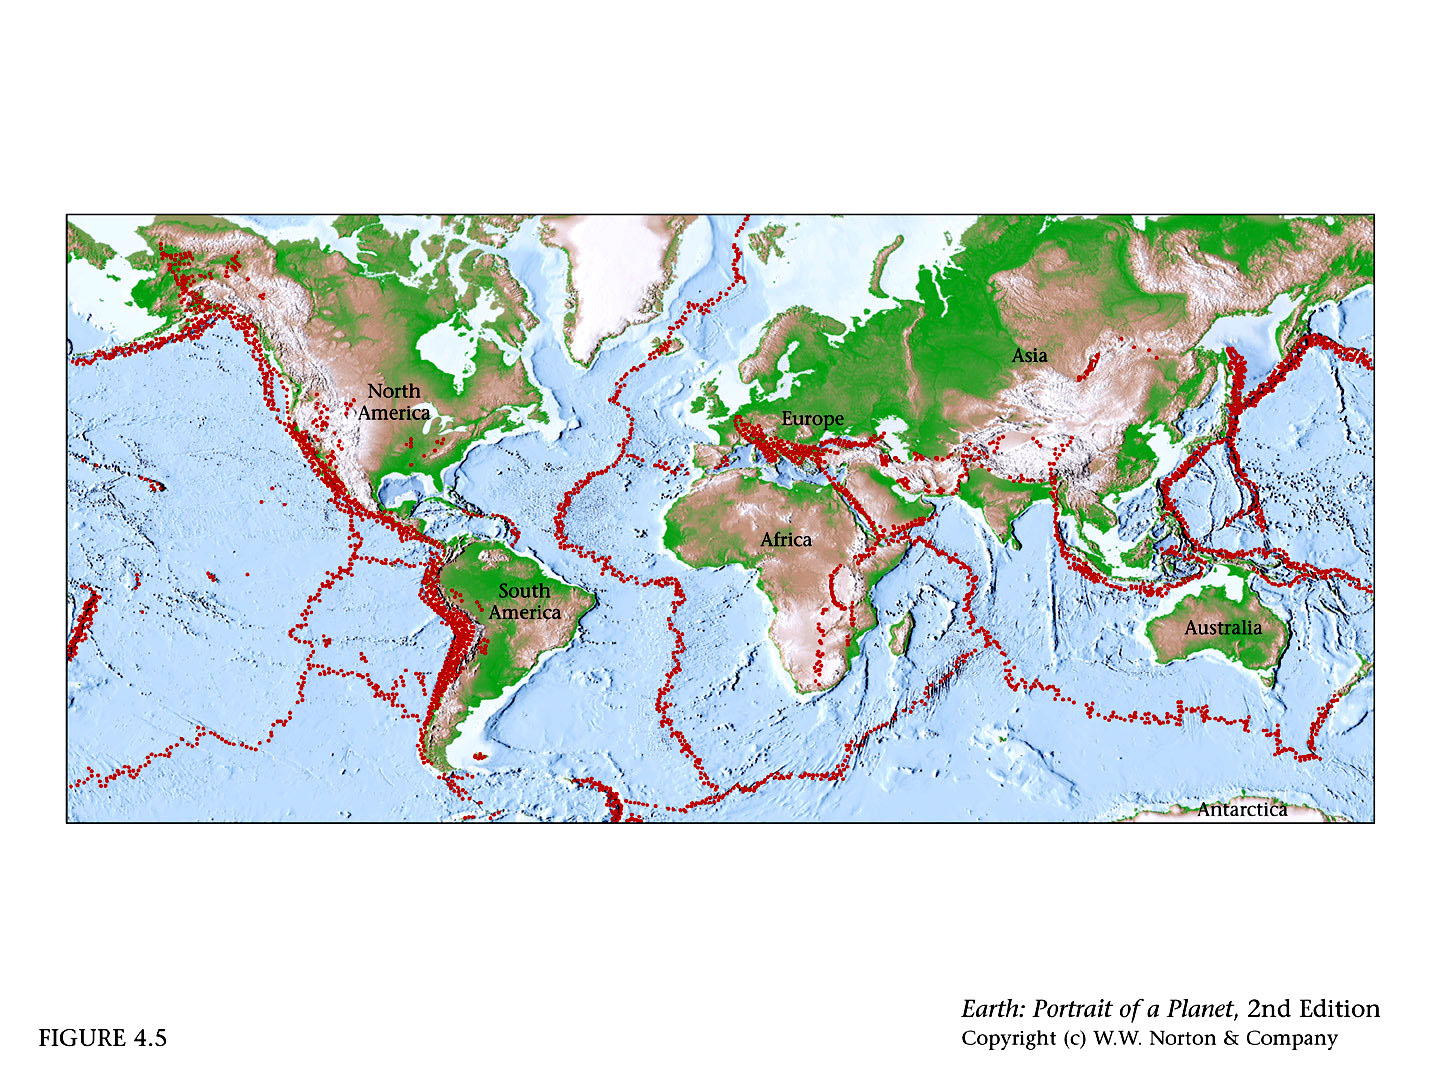 North
America
Asia
Europe
Africa
South
America
Australia
Antarctica
Earth: Portrait of a Planet, 2nd Edition
FIGURE 4.5
Copyright (c) W.W. Norton & Company